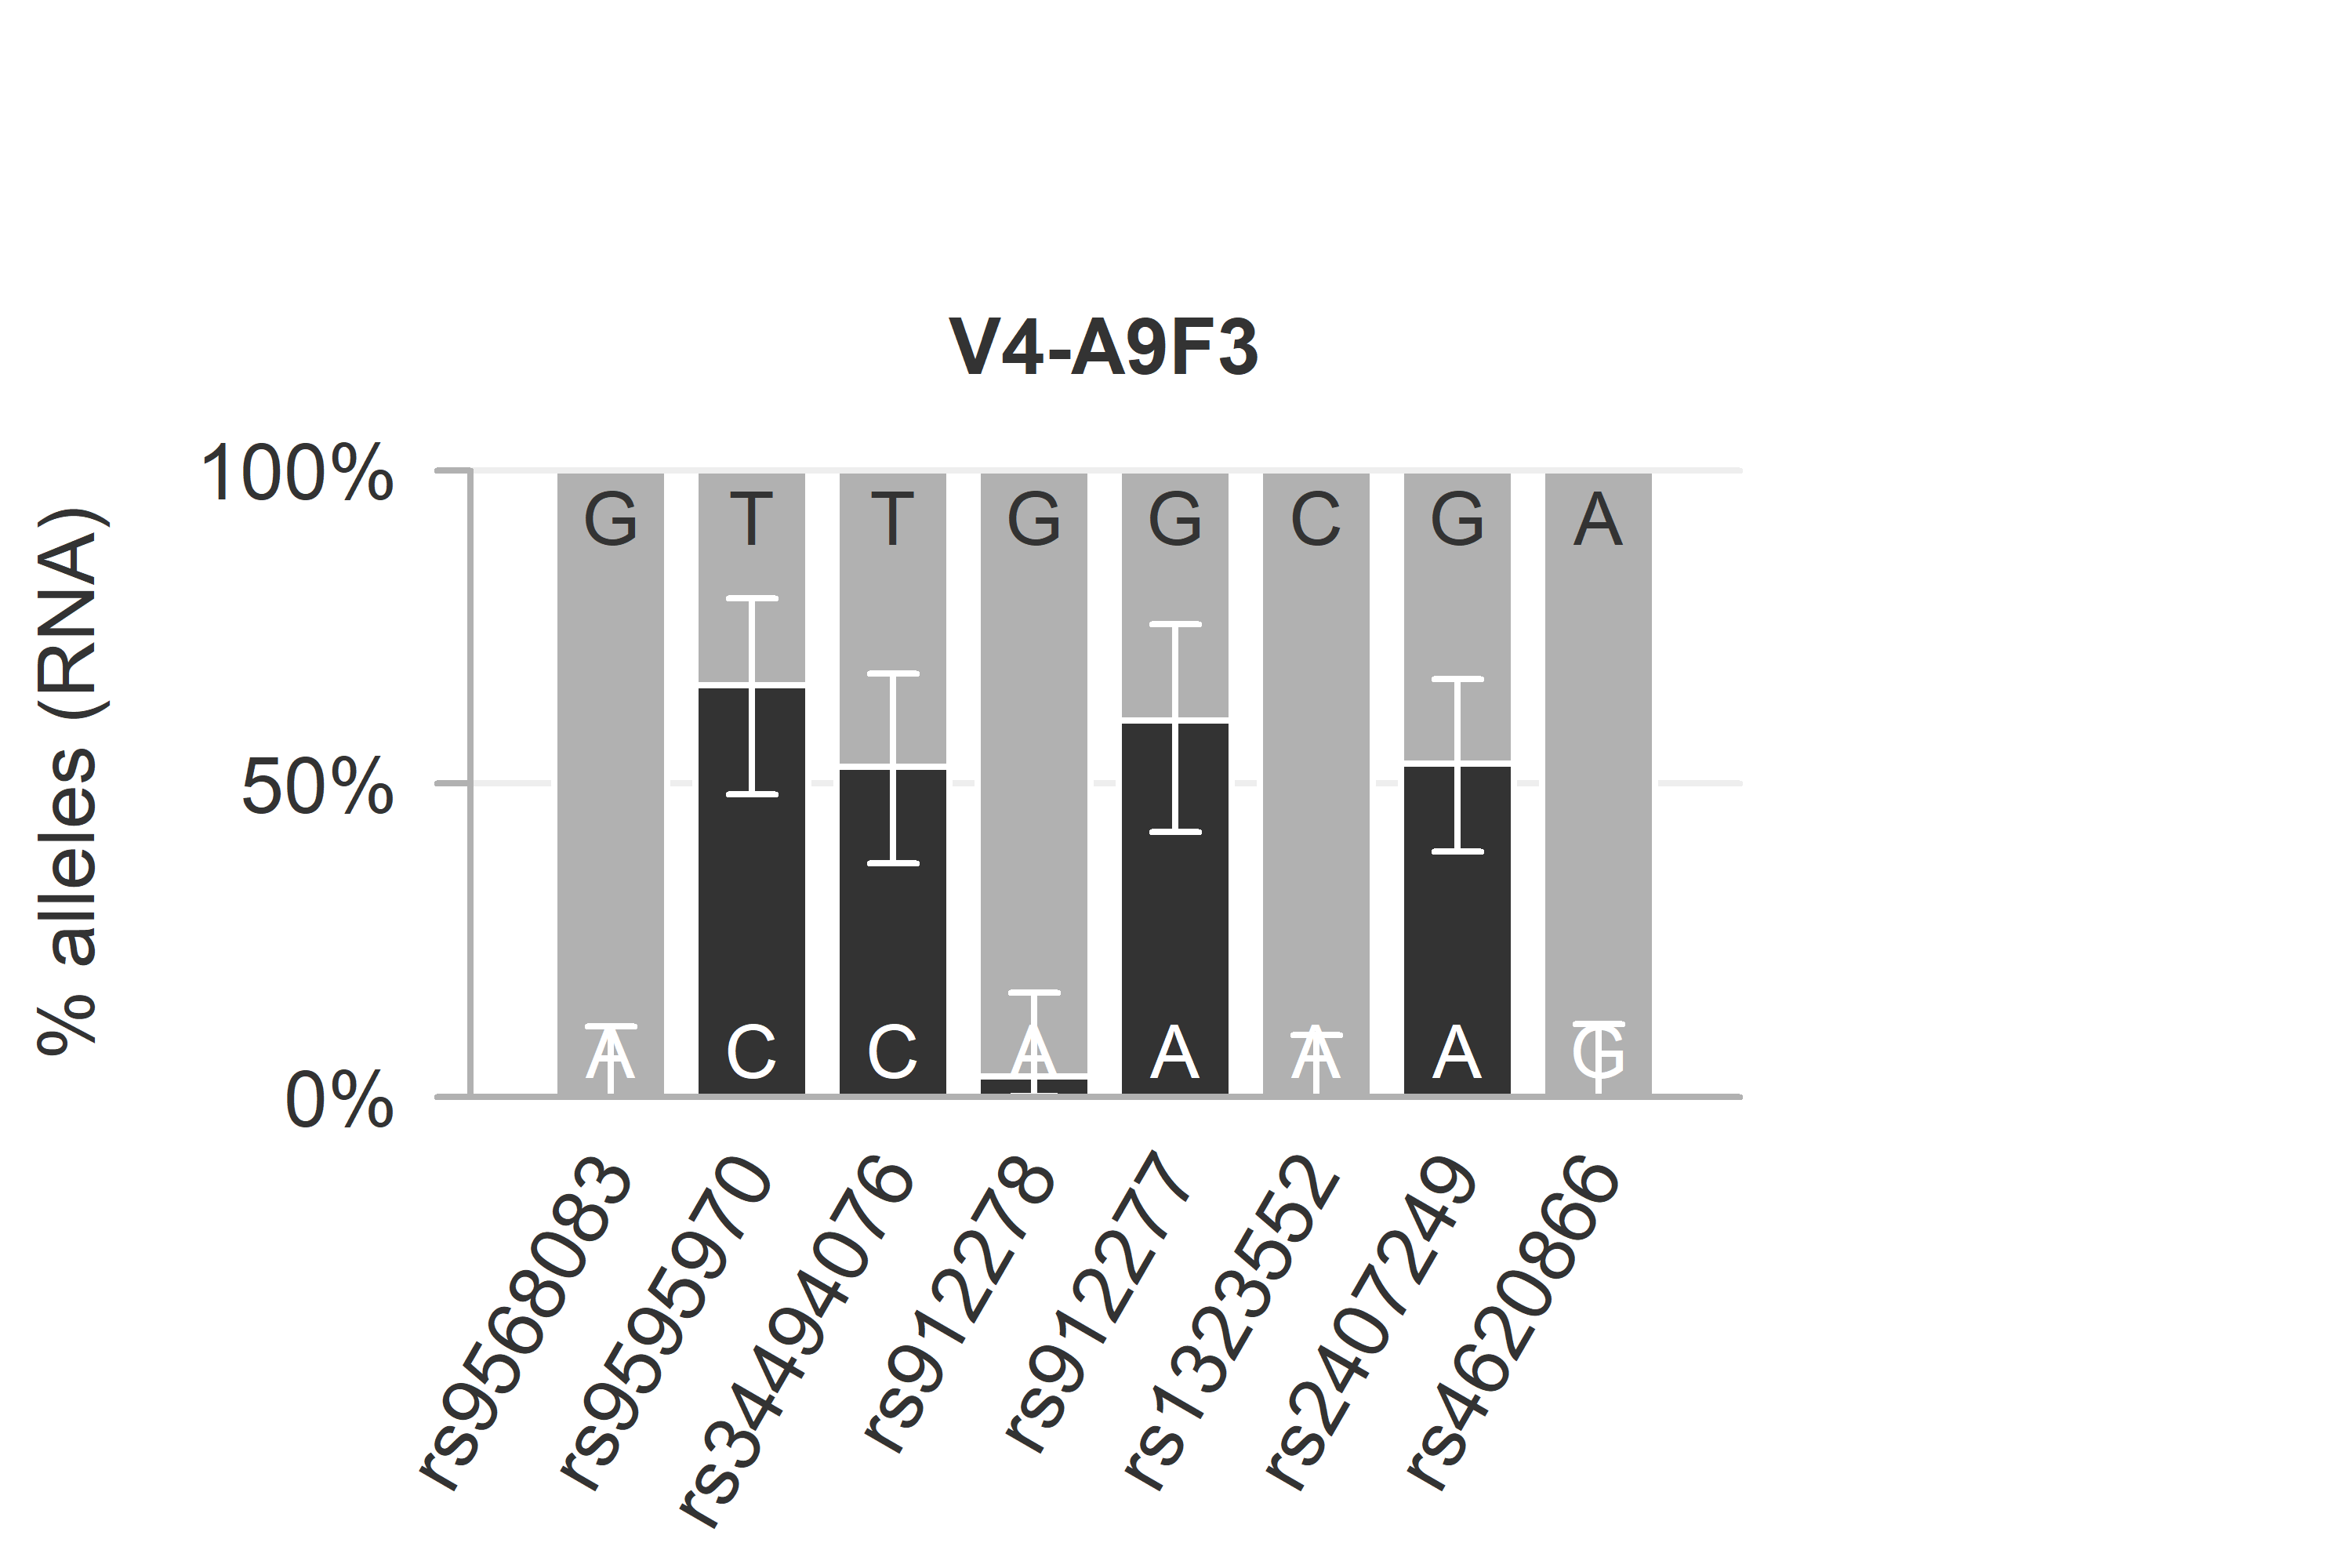 V4-A9F3
% alleles (RNA)
100%
50%
0%
G T T G G C G A
A C C A A A A G
rs9568083
rs9595970
rs34494076
rs912278
rs912277
rs1323552
rs2407249
rs4620866